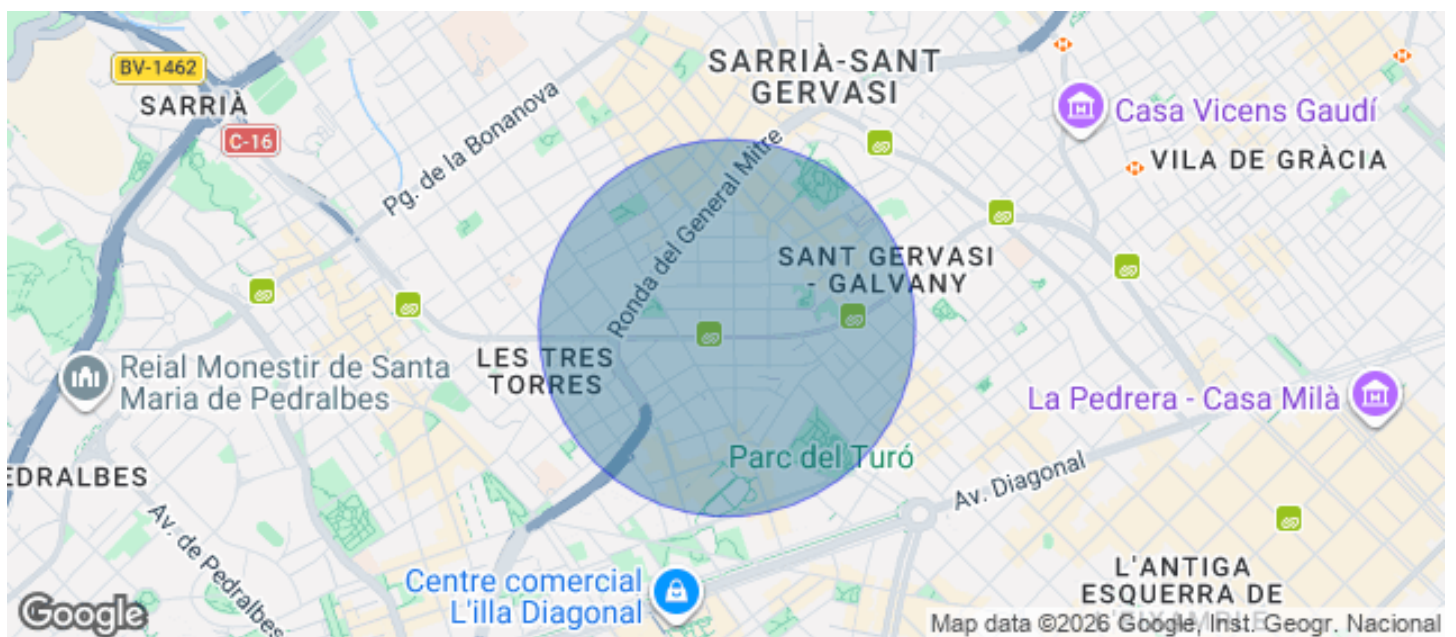 BV-1462
SARRIÀ
C-16
Pg. de la Bonanova
SARRIÀ-SANT
GERVASI
Casa Vicens Gaudí
VILA DE GRÀCIA
Ronda del General Mitre
SANT GERVASI
- GALVANY
LES TRES
TORRES
Reial Monestir de Santa
Maria de Pedralbes
La Pedrera - Casa Milà
EDRALBES
Parc del Turó
Av. Diagonal
Av. de Pedralbes
Centre comercial
L'illa Diagonal
L'ANTIGA
ESQUERRA DE
Google
Map data ©2026 Google, Inst. Geogr. Nacional